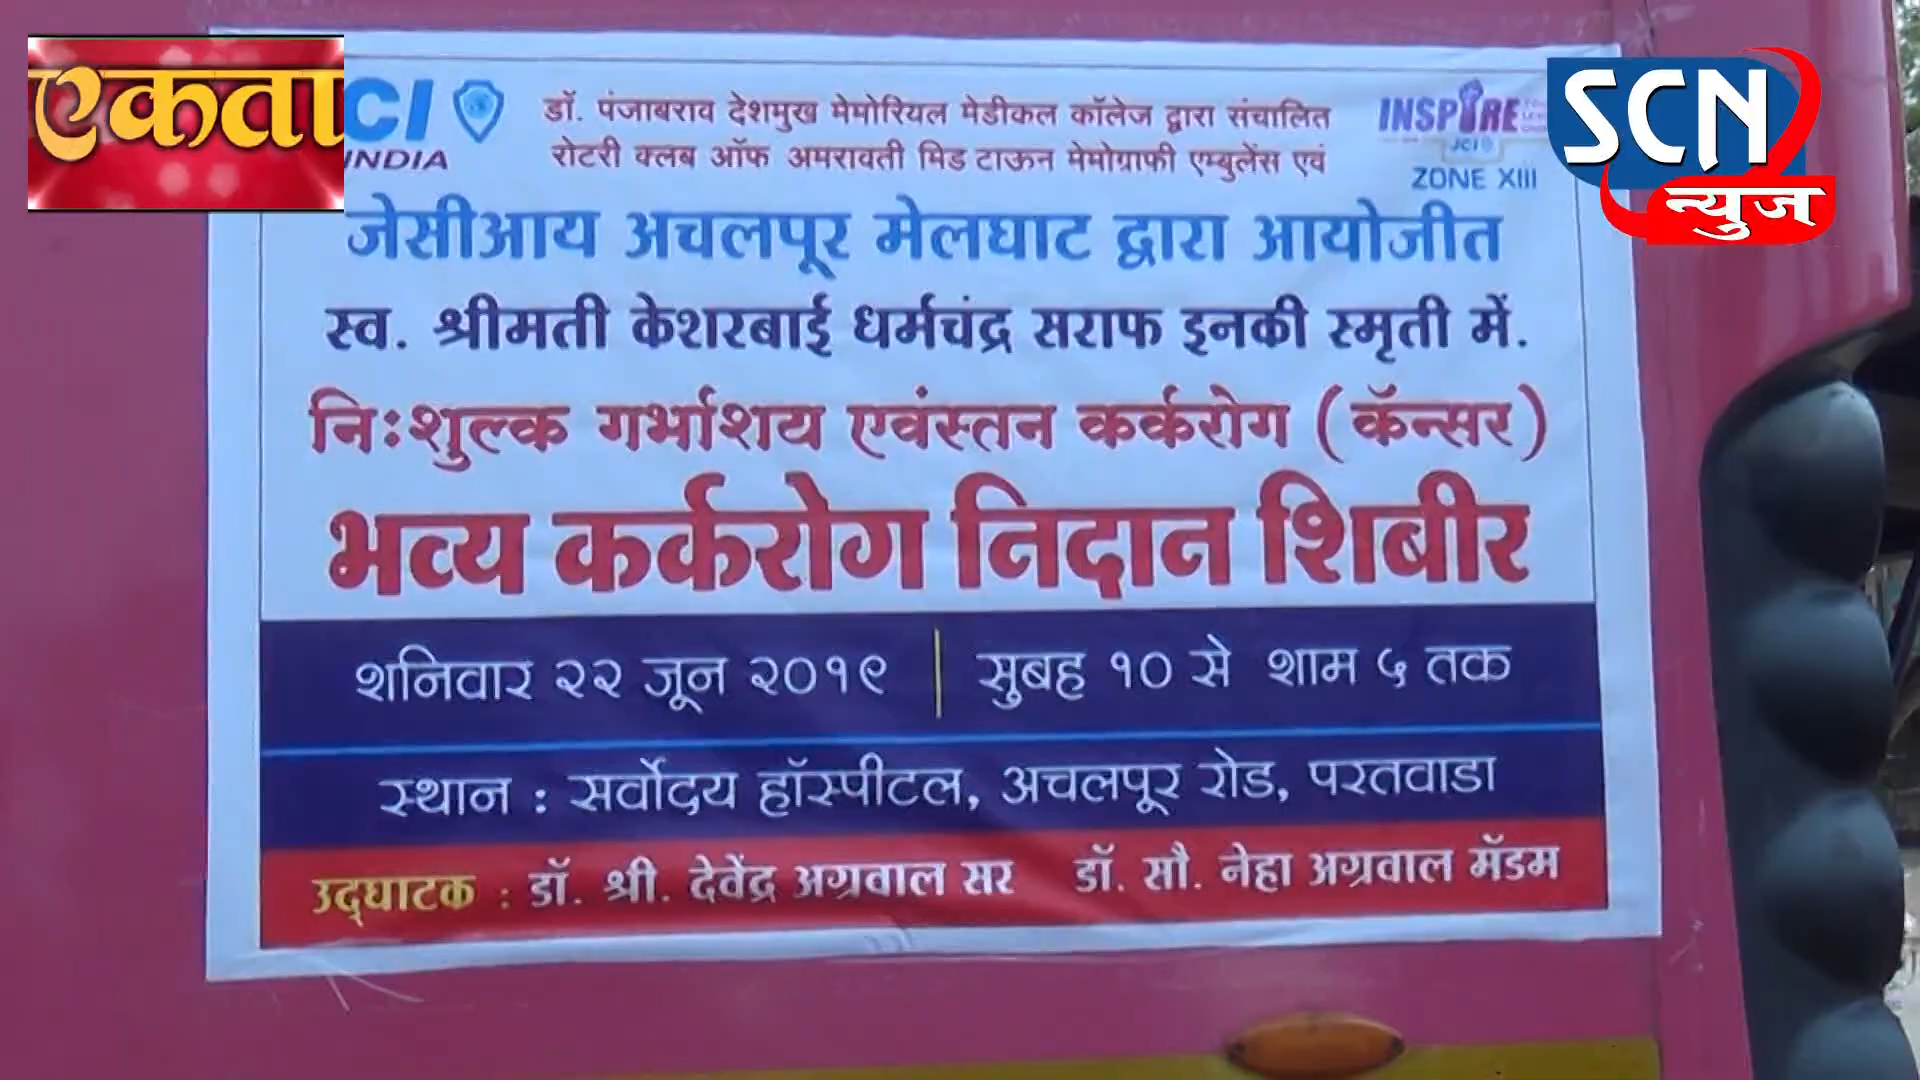 एकता
CI
INDIA
डॉ. पंजाबराव देशमुख मेमोरियल मेडीकल कॉलेज द्वारा संचालित
रोटरी क्लब ऑफ अमरावती मिड टाऊन मेमोग्राफी एम्बुलेंस एवं
INSPIRE
JCI
ZONE XIII
SCN
न्युज
जेसीआय अचलपूर मेलघाट द्वारा आयोजीत
स्व. श्रीमती केशरबाई धर्मचंद्र सराफ इनकी स्मृती में.
निःशुल्क गर्भाशय एवंस्तन कर्करोग (कॅन्सर)
भव्य कर्करोग निदान शिबीर
शनिवार २२ जून २०१९ | सुबह १० से शाम ५ तक
स्थान : सर्वोदय हॉस्पीटल, अचलपूर रोड, परतवाडा
उद्घाटक : डॉ. श्री. देवेंद्र अग्रवाल सर डॉ. सौ. नेहा अग्रवाल मॅडम